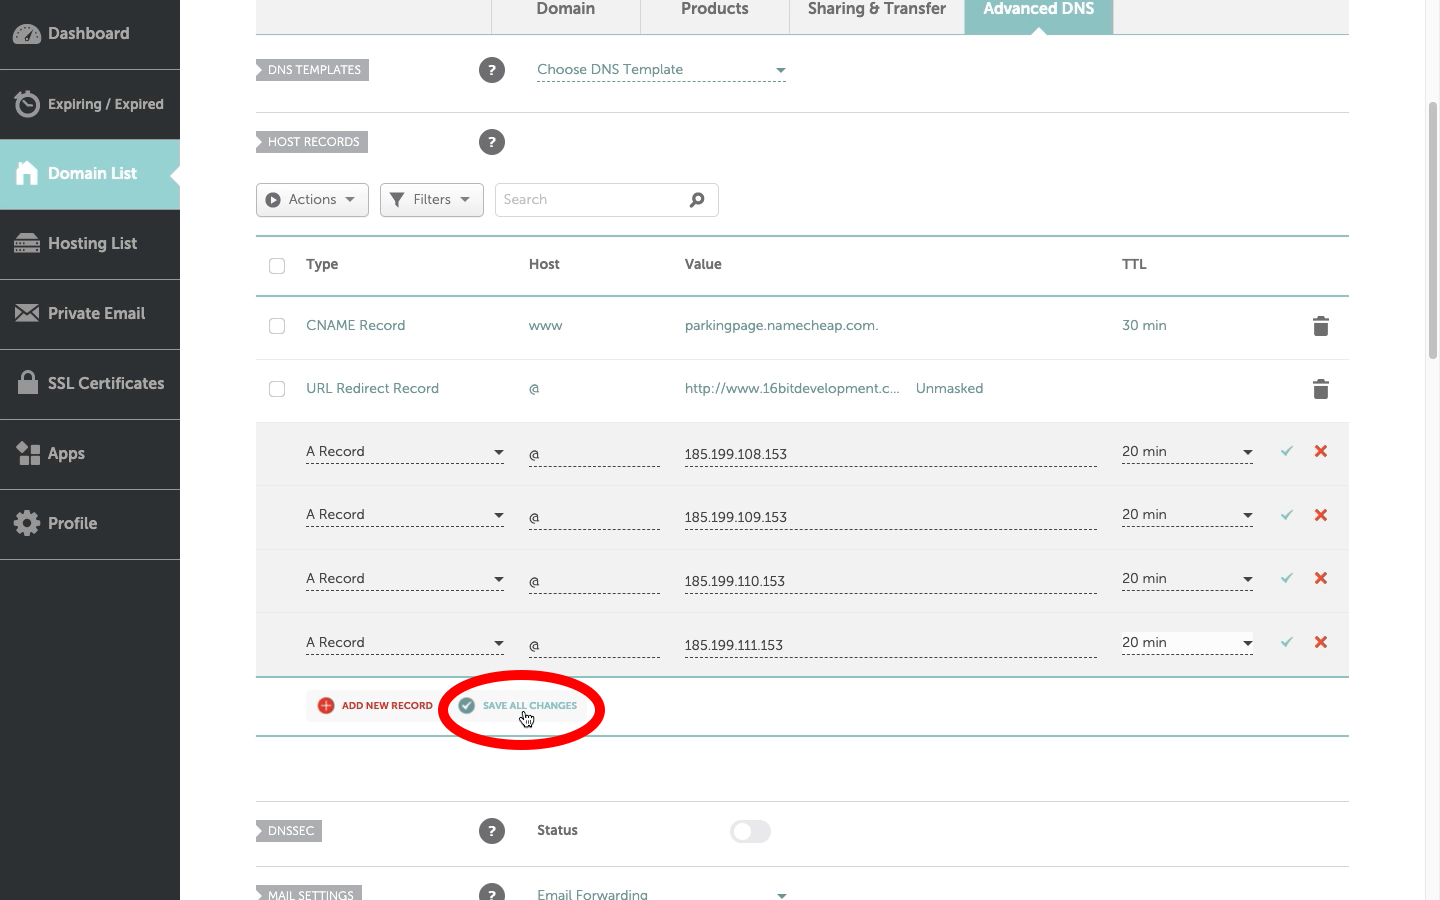 Domain Products Sharing & Transfer Advanced DNS
Dashboard
Expiring / Expired
Domain List
Hosting List
Private Email
SSL Certificates
Apps
Profile
DNS TEMPLATES ? Choose DNS Template
HOST RECORDS ?
Actions Filters Search
Type Host Value TTL
CNAME Record www parkingpage.namecheap.com. 30 min
URL Redirect Record @ http://www.16bitdevelopment.c... Unmasked
A Record @ 185.199.108.153 20 min
A Record @ 185.199.109.153 20 min
A Record @ 185.199.110.153 20 min
A Record @ 185.199.111.153 20 min
ADD NEW RECORD SAVE ALL CHANGES
DNSSEC ? Status
MAIL SETTINGS ? Email Forwarding